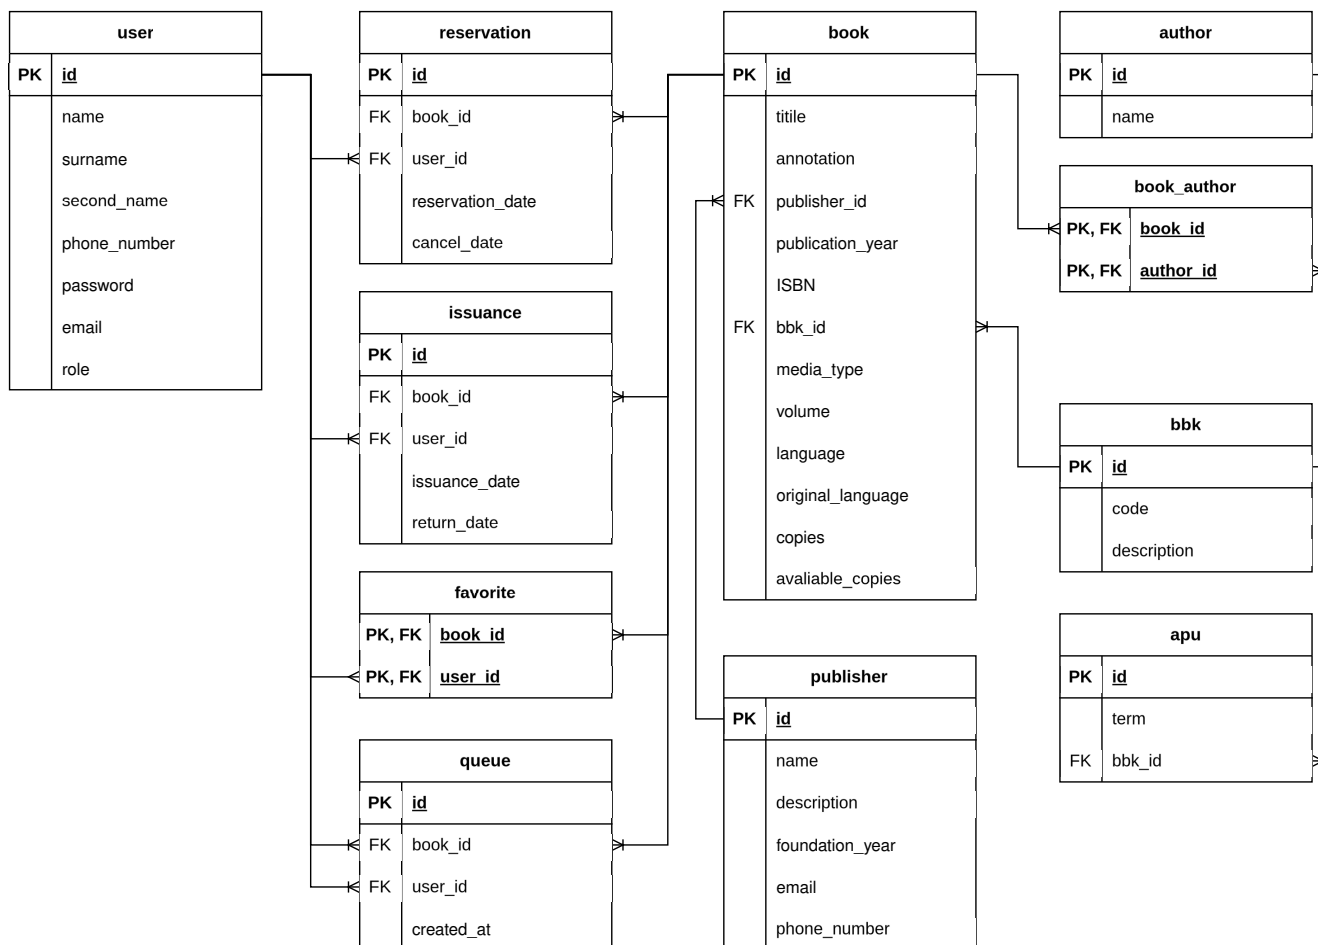 user
PK id
name
surname
second_name
phone_number
password
email
role
reservation
PK id
FK book_id
FK user_id
reservation_date
cancel_date
issuance
PK id
FK book_id
FK user_id
issuance_date
return_date
favorite
PK, FK book_id
PK, FK user_id
queue
PK id
FK book_id
FK user_id
created_at
book
PK id
titile
annotation
FK publisher_id
publication_year
ISBN
FK bbk_id
media_type
volume
language
original_language
copies
avaliable_copies
publisher
PK id
name
description
foundation_year
email
phone_number
author
PK id
name
book_author
PK, FK book_id
PK, FK author_id
bbk
PK id
code
description
apu
PK id
term
FK bbk_id